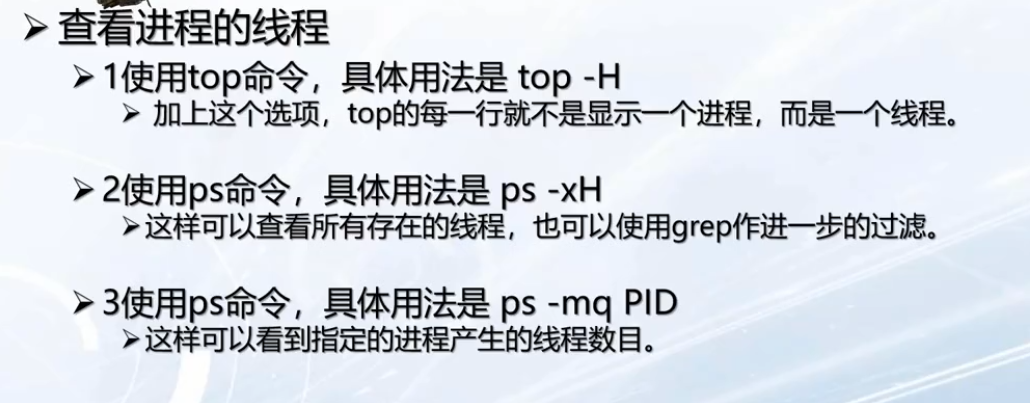 查看进程的线程
1使用top命令，具体用法是 top -H
加上这个选项，top的每一行就不是显示一个进程，而是一个线程。
2使用ps命令，具体用法是 ps -xH
这样可以查看所有存在的线程，也可以使用grep作进一步的过滤。
3使用ps命令，具体用法是 ps -mq PID
这样可以看到指定的进程产生的线程数目。